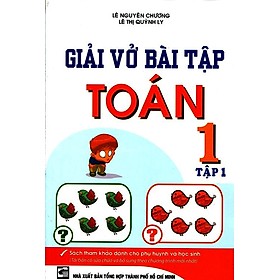 LÊ NGUYÊN CHƯƠNG
LÊ THỊ QUỲNH LY
GIẢI VỞ BÀI TẬP
TOÁN
1
TẬP 1
?
?
Sách tham khảo dành cho phụ huynh và học sinh
NHÀ XUẤT BẢN TỔNG HỢP THÀNH PHỐ HỒ CHÍ MINH